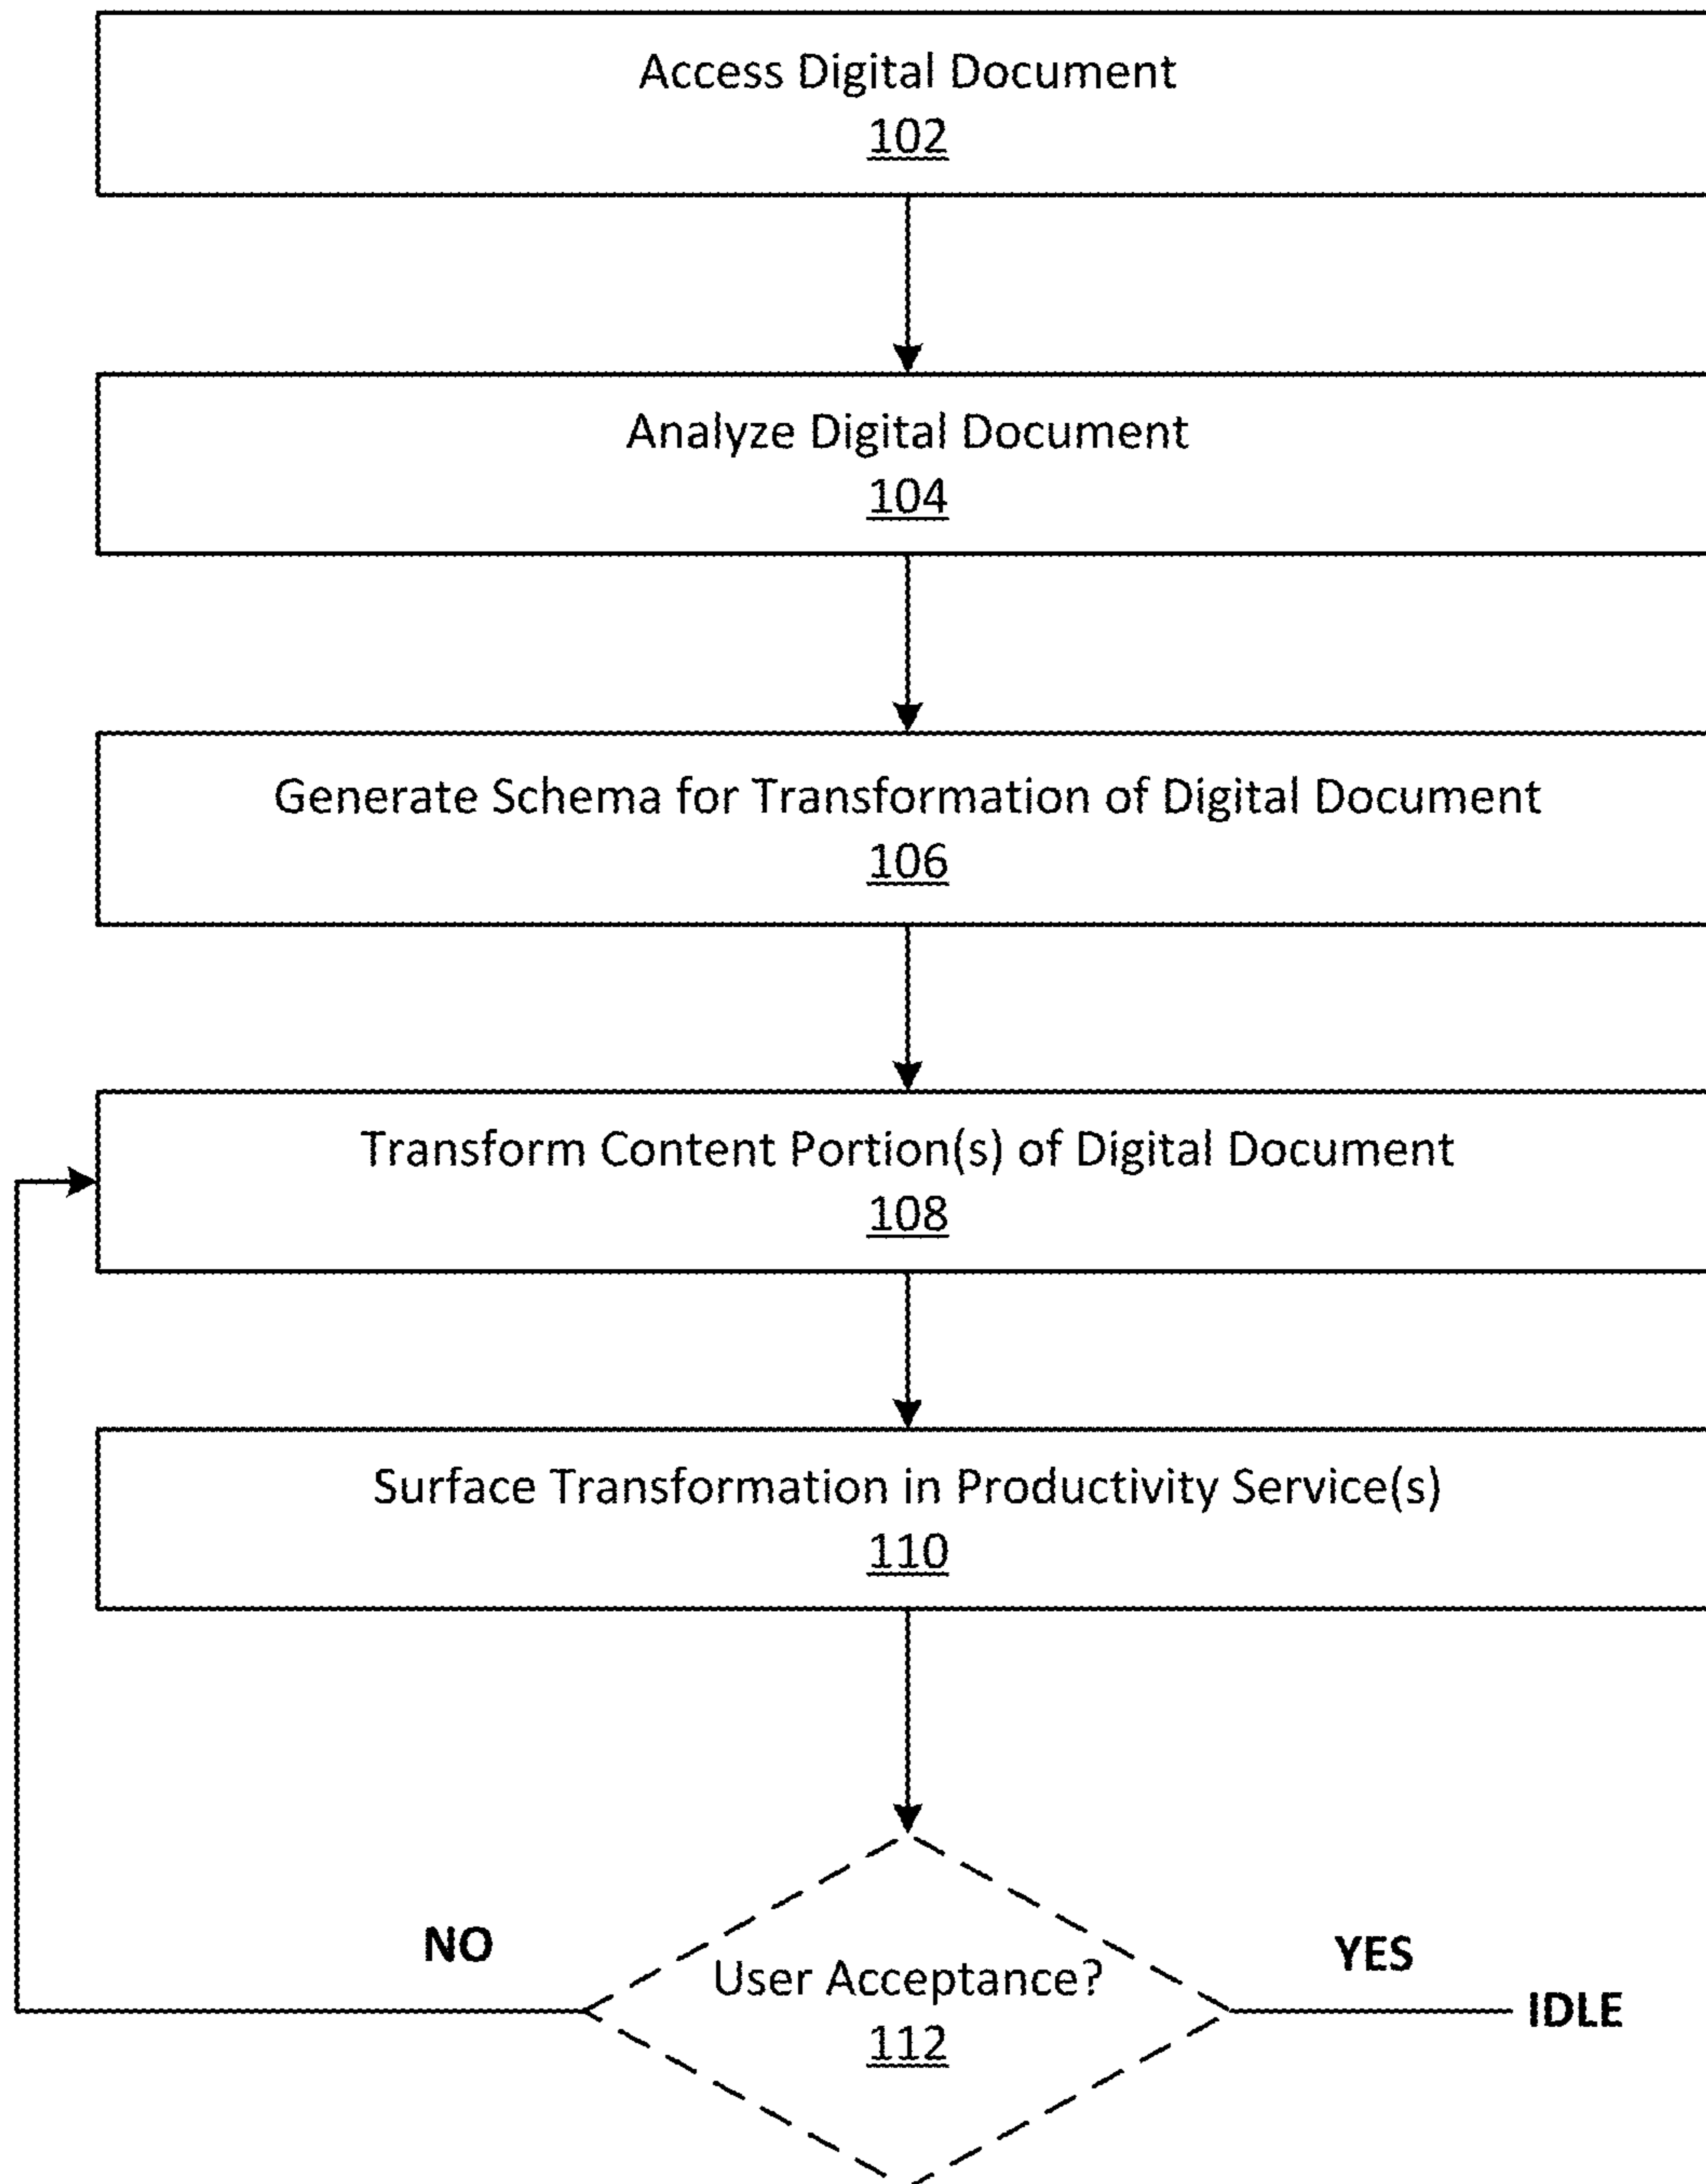 Access Digital Document
102
Analyze Digital Document
104
Generate Schema for Transformation of Digital Document
106
Transform Content Portion(s) of Digital Document
108
Surface Transformation in Productivity Service(s)
110
NO
YES
User Acceptance?
IDLE
112